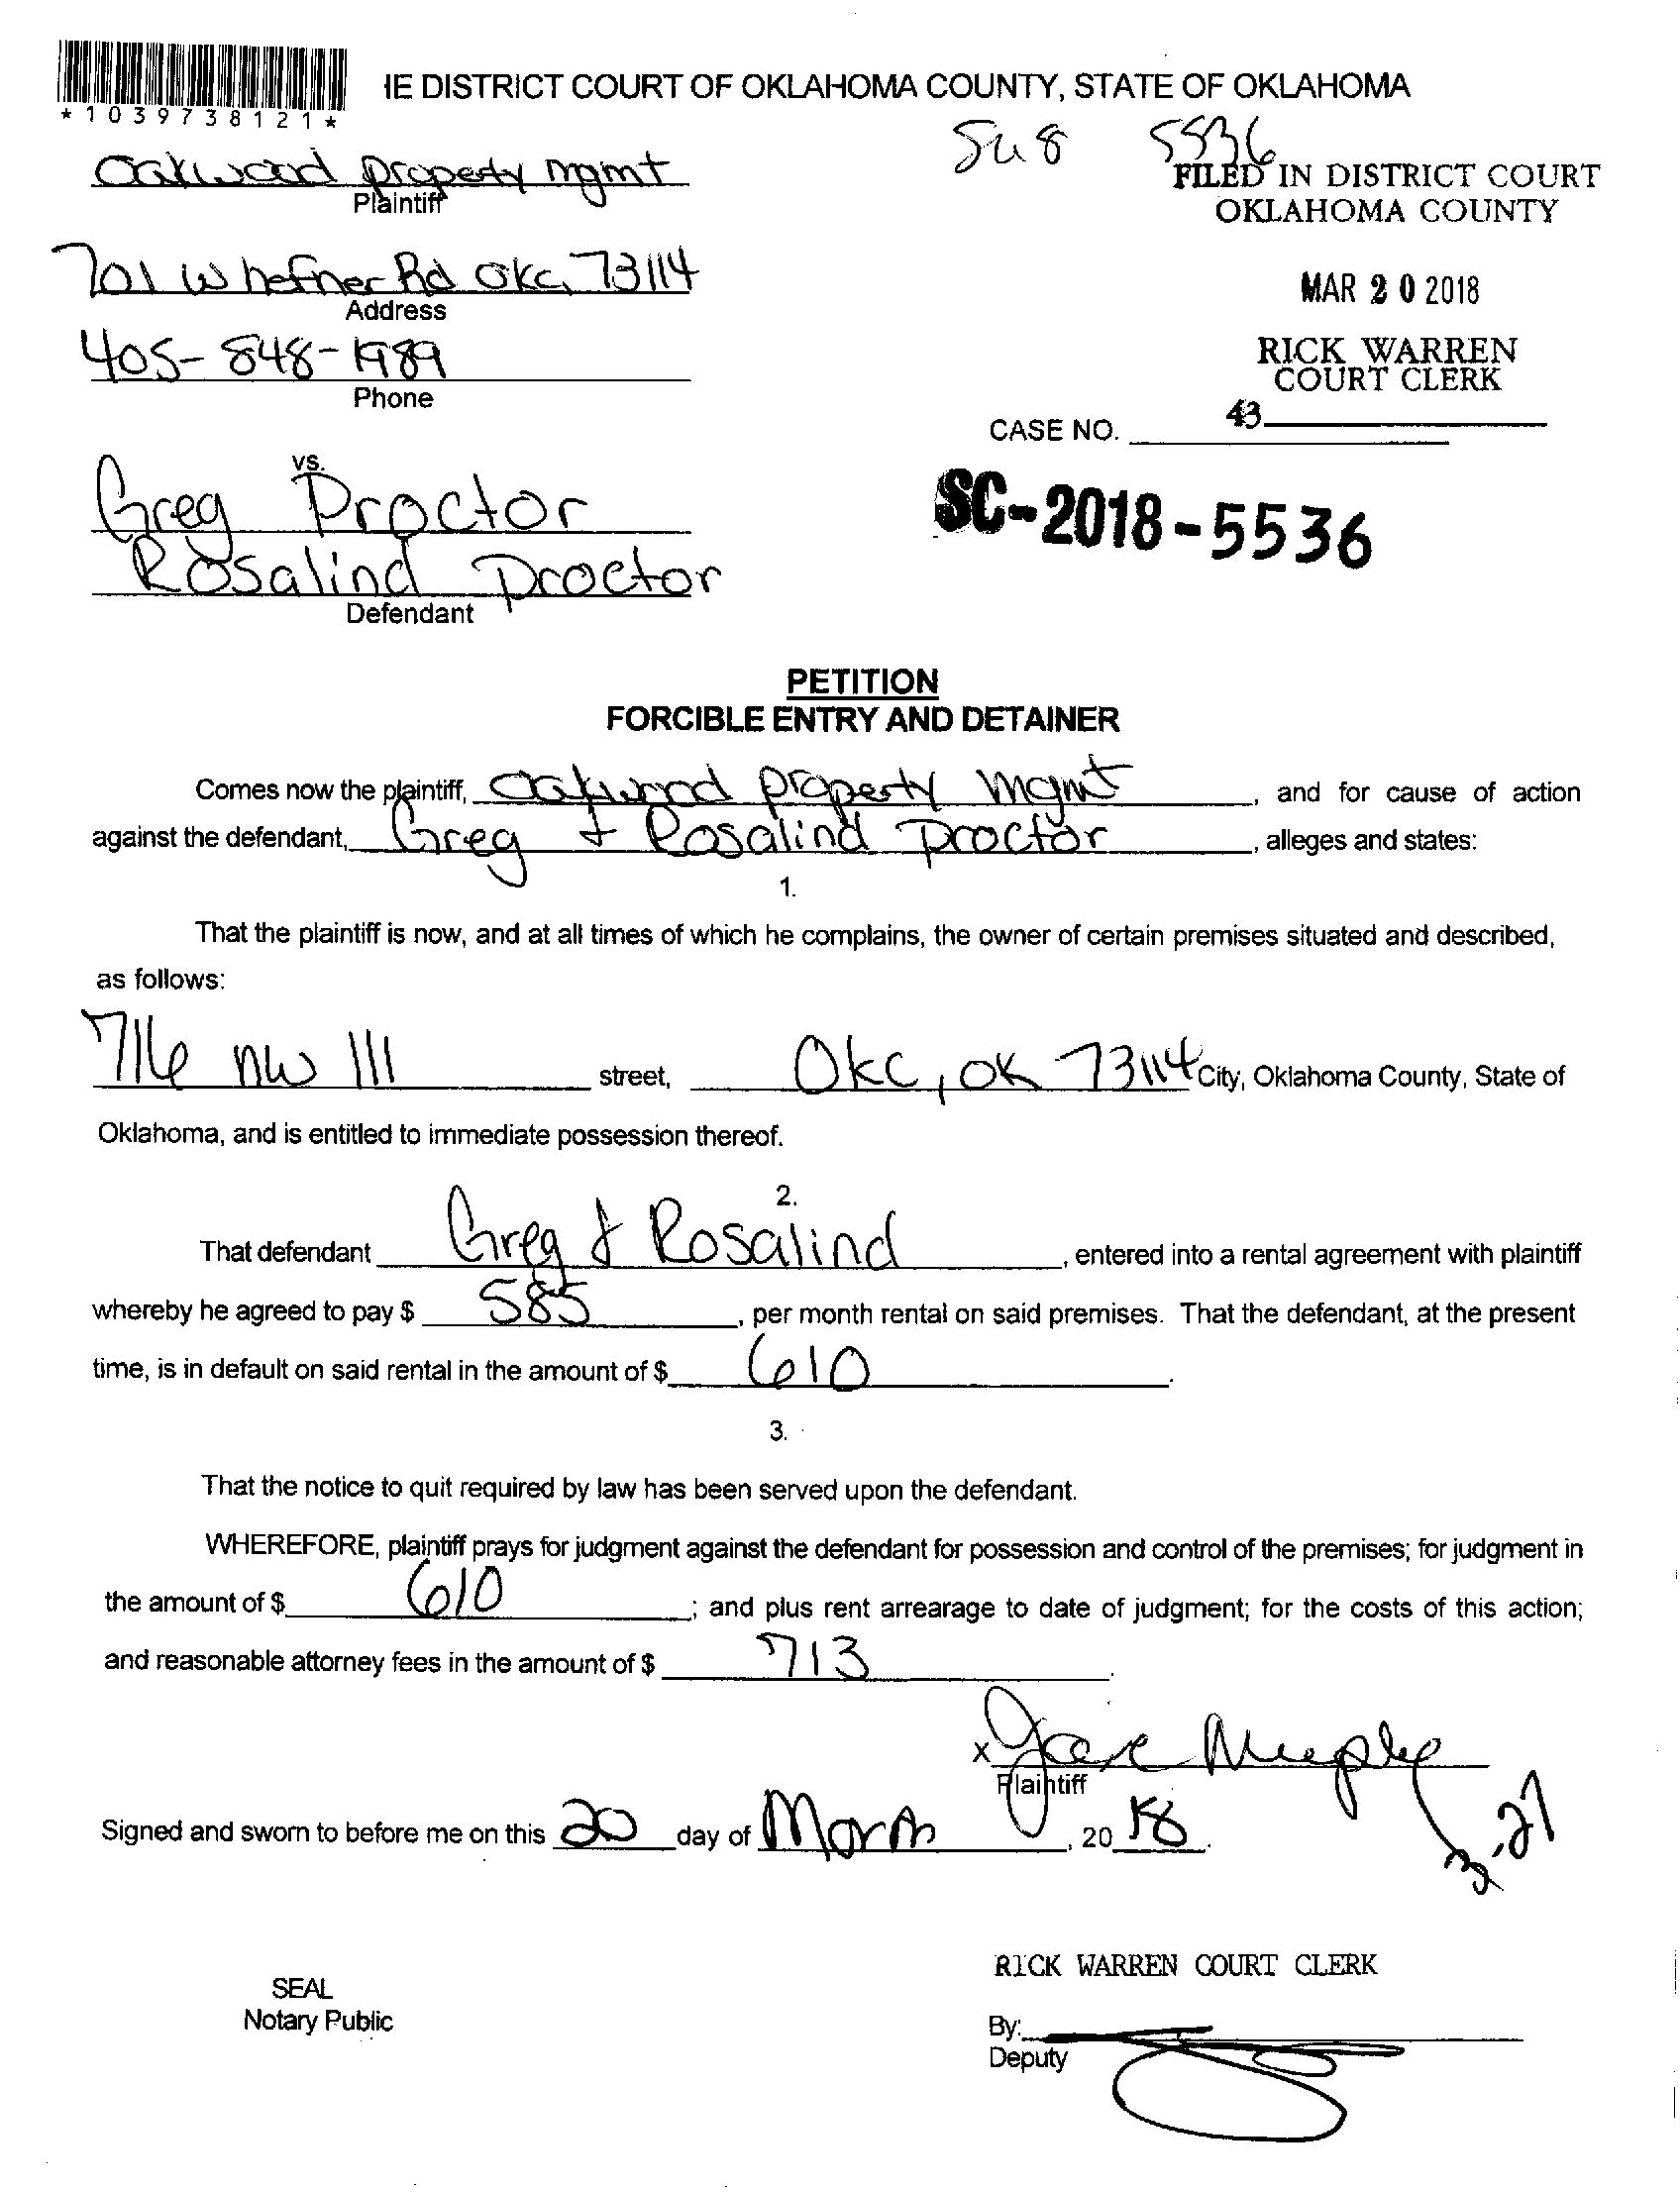 *1039738121*
IE DISTRICT COURT OF OKLAHOMA COUNTY, STATE OF OKLAHOMA
5536
Oakwood property mgmt
Plaintiff
FILED IN DISTRICT COURT
OKLAHOMA COUNTY
701 W hefner Rd Okc, 73114
Address
MAR 20 2018
405-848-1989
Phone
RICK WARREN
COURT CLERK
43
CASE NO.
vs.
Greg Proctor
Rosalind Proctor
Defendant
SC-2018-5536
PETITION
FORCIBLE ENTRY AND DETAINER
Comes now the plaintiff, Oakwood property mgmt, and for cause of action
against the defendant, Greg & Rosalind Proctor, alleges and states:
1.
That the plaintiff is now, and at all times of which he complains, the owner of certain premises situated and described,
as follows:
716 NW 111 street, Okc, OK 73114 City, Oklahoma County, State of
Oklahoma, and is entitled to immediate possession thereof.
2.
That defendant Greg & Rosalind, entered into a rental agreement with plaintiff
whereby he agreed to pay $ 585, per month rental on said premises. That the defendant, at the present
time, is in default on said rental in the amount of $ 610.
3.
That the notice to quit required by law has been served upon the defendant.
WHEREFORE, plaintiff prays for judgment against the defendant for possession and control of the premises; for judgment in
the amount of $ 610; and plus rent arrearage to date of judgment; for the costs of this action;
and reasonable attorney fees in the amount of $ 713.
x
Plaintiff
Signed and sworn to before me on this 20 day of March, 20 18.
3-27
RICK WARREN COURT CLERK
SEAL
Notary Public
By:
Deputy